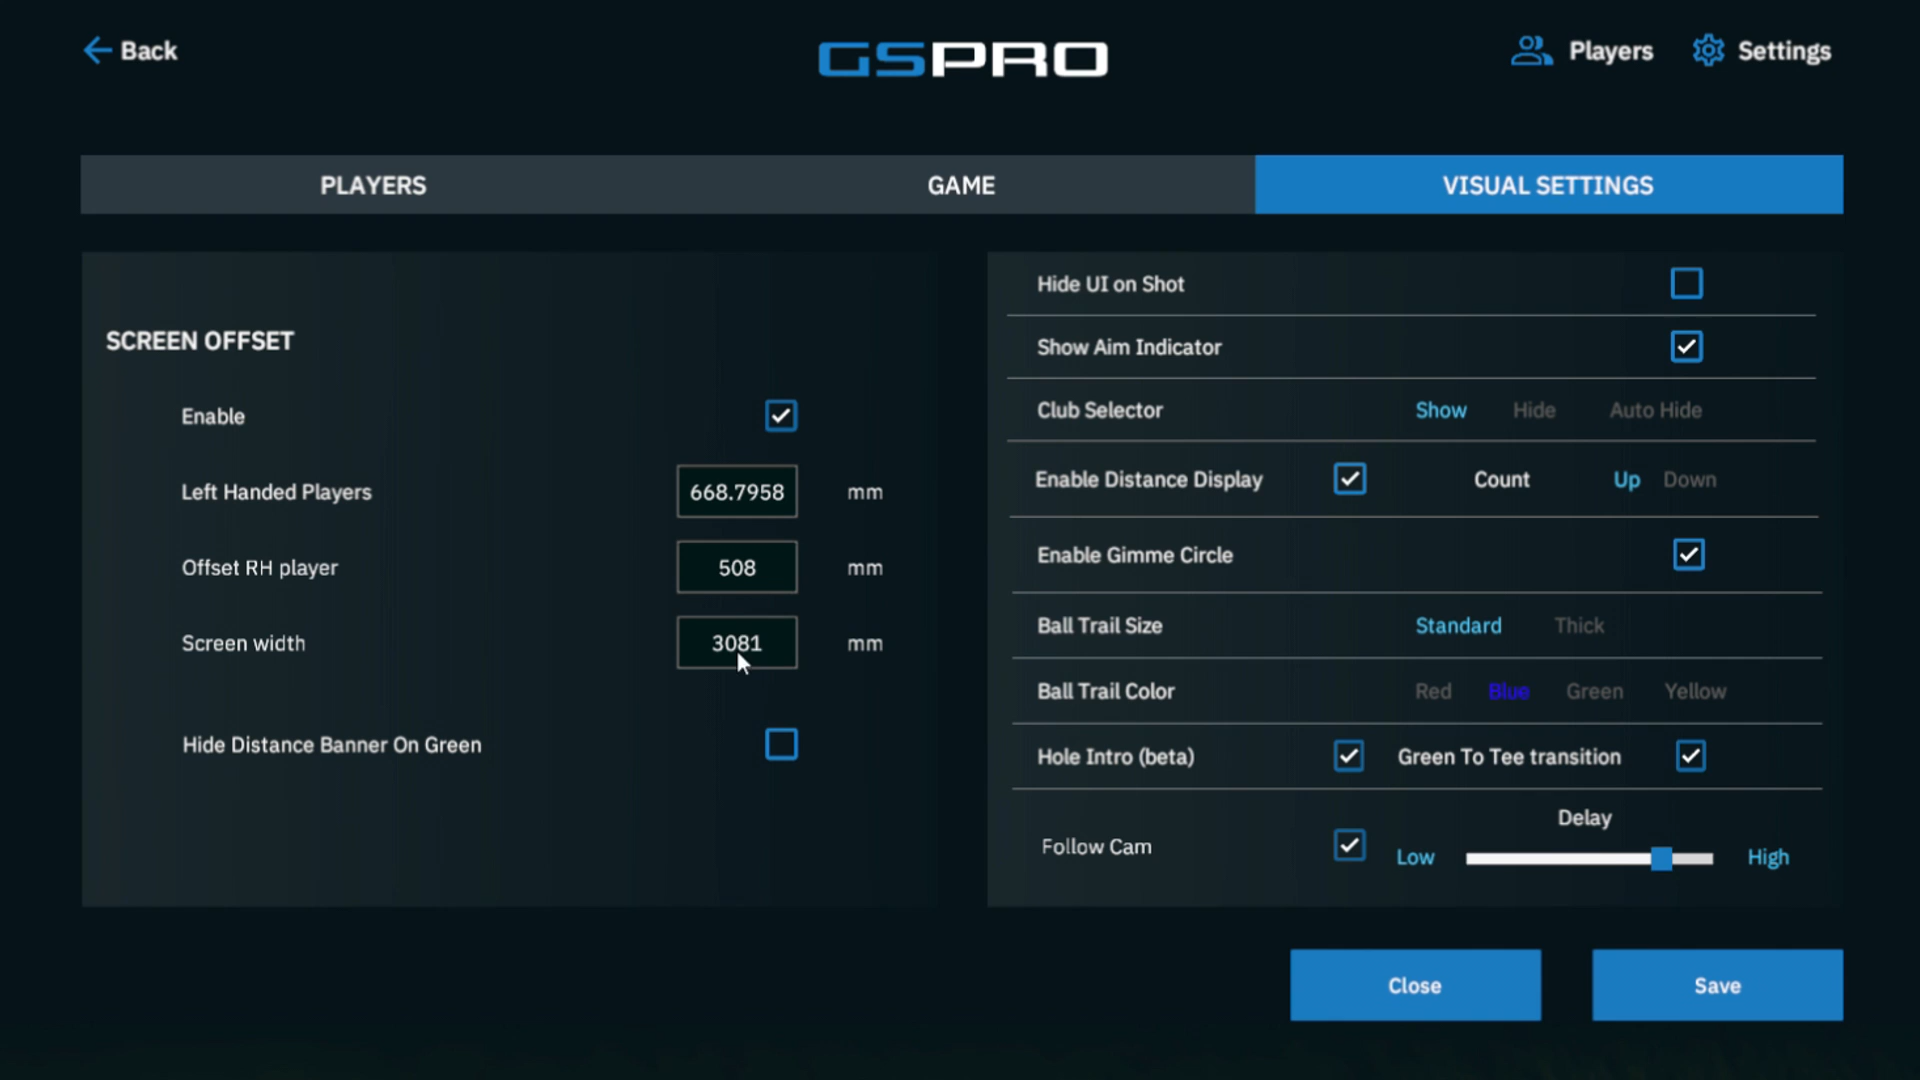 Back
GSPRO
Players
Settings
PLAYERS
GAME
VISUAL SETTINGS
SCREEN OFFSET
Enable
Left Handed Players 668.7958 mm
Offset RH player 508 mm
Screen width 3081 mm
Hide Distance Banner On Green
Hide UI on Shot
Show Aim Indicator
Club Selector Show Hide Auto Hide
Enable Distance Display Count Up Down
Enable Gimme Circle
Ball Trail Size Standard Thick
Ball Trail Color Red Blue Green Yellow
Hole Intro (beta) Green To Tee transition
Delay
Follow Cam Low High
Close
Save